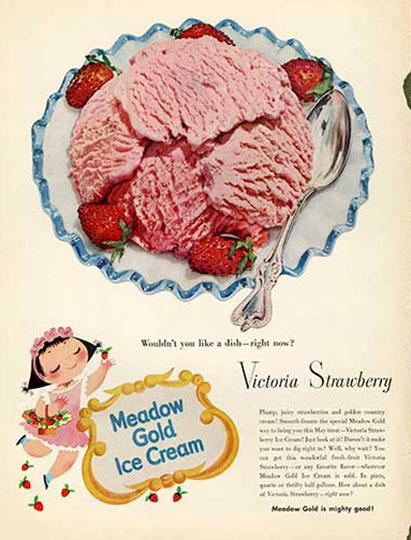 Wouldn't you like a dish—right now?
Victoria Strawberry
Meadow
Gold
Ice Cream
Plump, juicy strawberries and golden country
cream! Smooth-frozen the special Meadow Gold
way to bring you this May treat—Victoria Straw-
berry Ice Cream! Just look at it! Doesn't it make
you want to dig right in? Well, why wait? You
can get this wonderful fresh-fruit Victoria
Strawberry—or any favorite flavor—wherever
Meadow Gold Ice Cream is sold. In pints,
quarts or thrifty half gallons. How about a dish
of Victoria Strawberry—right now?
Meadow Gold is mighty good!